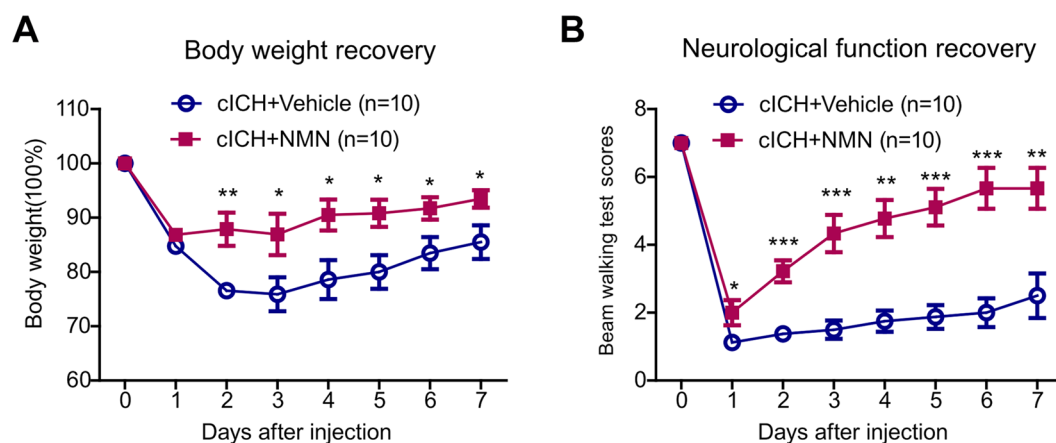 A
Body weight recovery
cICH+Vehicle (n=10)
cICH+NMN (n=10)
Body weight(100%)
110
100
90
80
70
60
** * * * * *
0 1 2 3 4 5 6 7
Days after injection
B
Neurological function recovery
cICH+Vehicle (n=10)
cICH+NMN (n=10)
Beam walking test scores
8
6
4
2
0
* *** *** ** *** *** **
0 1 2 3 4 5 6 7
Days after injection